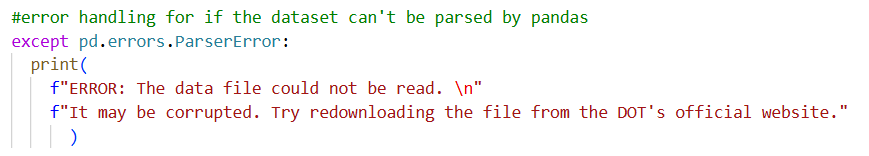 #error handling for if the dataset can't be parsed by pandas
except pd.errors.ParserError:
print(
f"ERROR: The data file could not be read. \n"
f"It may be corrupted. Try redownloading the file from the DOT's official website."
)